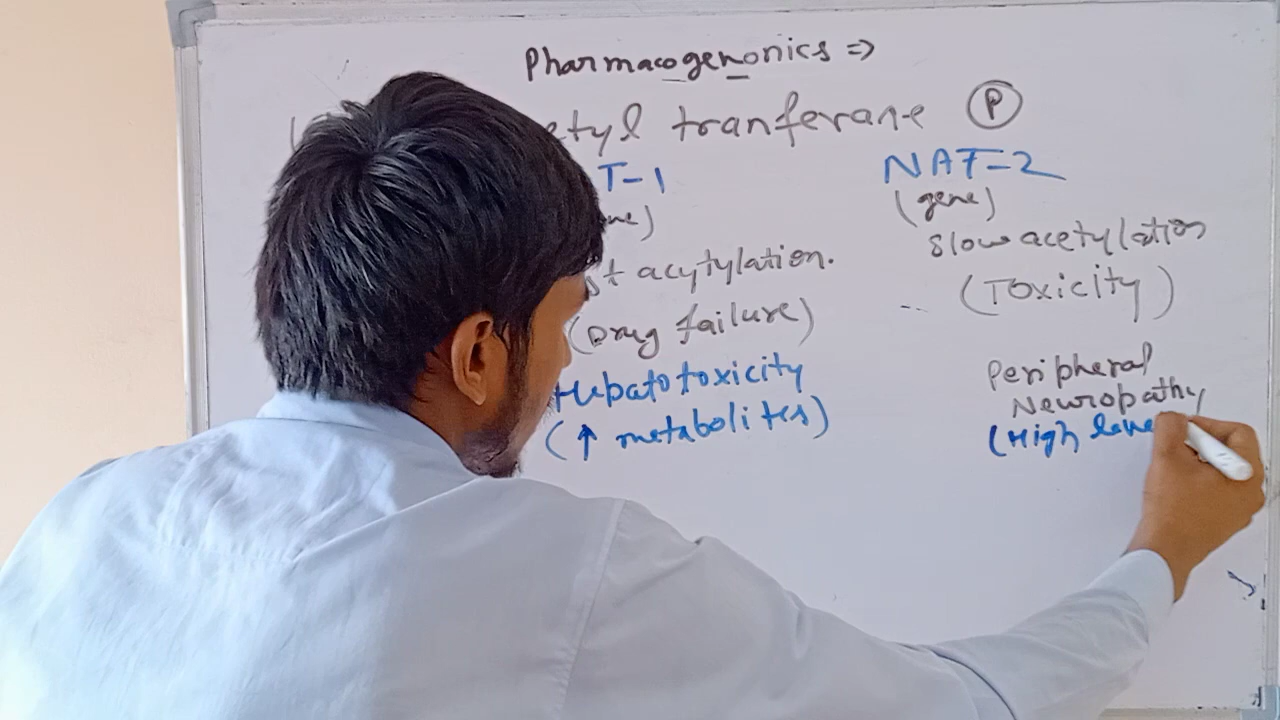 Pharmacogenonics =>
etyl tranferane (P)
T-1
NAT-2
(gene)
st acytylation.
slow acetylation
(Drug failure)
(Toxicity)
Hepatotoxicity
(↑ metabolites)
Peripheral
Neuropathy
(High leve